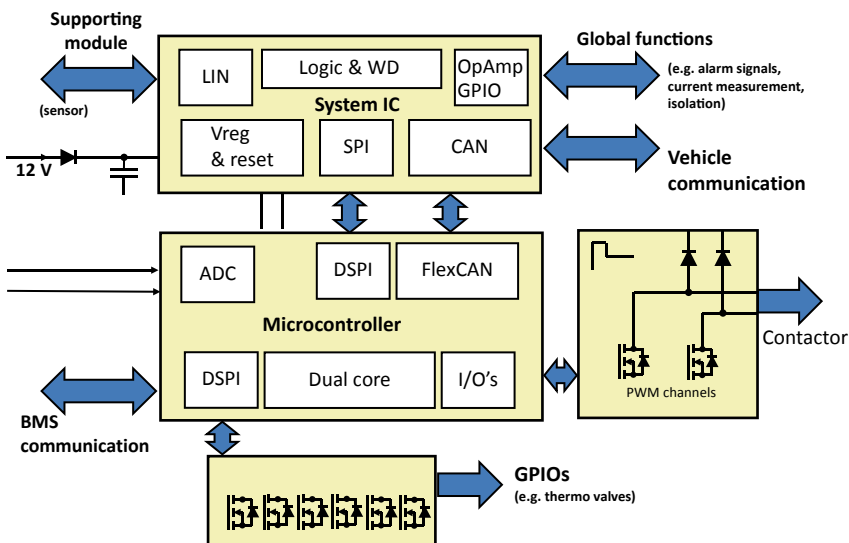 Supporting
module
(sensor)
LIN
Logic & WD
OpAmp
GPIO
System IC
Vreg
& reset
SPI
CAN
Global functions
(e.g. alarm signals,
current measurement,
isolation)
12 V
Vehicle
communication
ADC
DSPI
FlexCAN
Microcontroller
DSPI
Dual core
I/O's
Contactor
PWM channels
BMS
communication
GPIOs
(e.g. thermo valves)